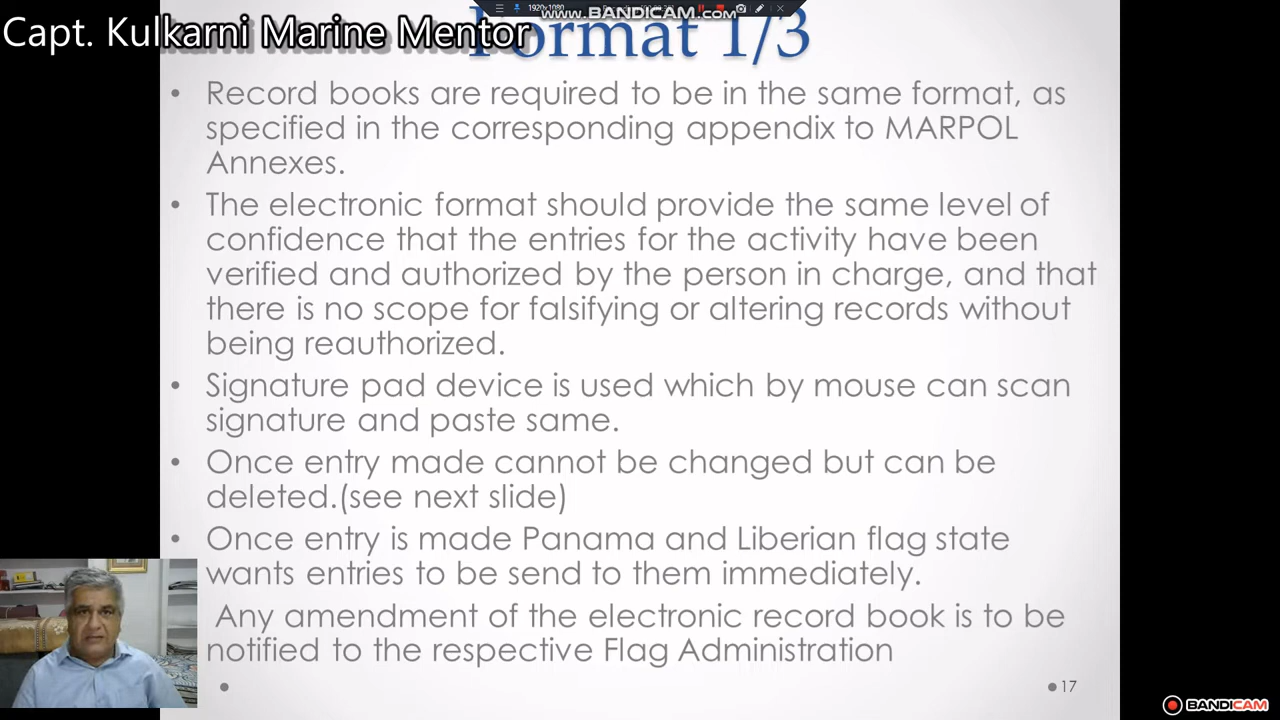 1920x1080
www.BANDICAM.com
Capt. Kulkarni Marine Mentor
Format 1/3
• Record books are required to be in the same format, as
specified in the corresponding appendix to MARPOL
Annexes.
• The electronic format should provide the same level of
confidence that the entries for the activity have been
verified and authorized by the person in charge, and that
there is no scope for falsifying or altering records without
being reauthorized.
• Signature pad device is used which by mouse can scan
signature and paste same.
• Once entry made cannot be changed but can be
deleted.(see next slide)
• Once entry is made Panama and Liberian flag state
wants entries to be send to them immediately.
Any amendment of the electronic record book is to be
notified to the respective Flag Administration
17
BANDICAM